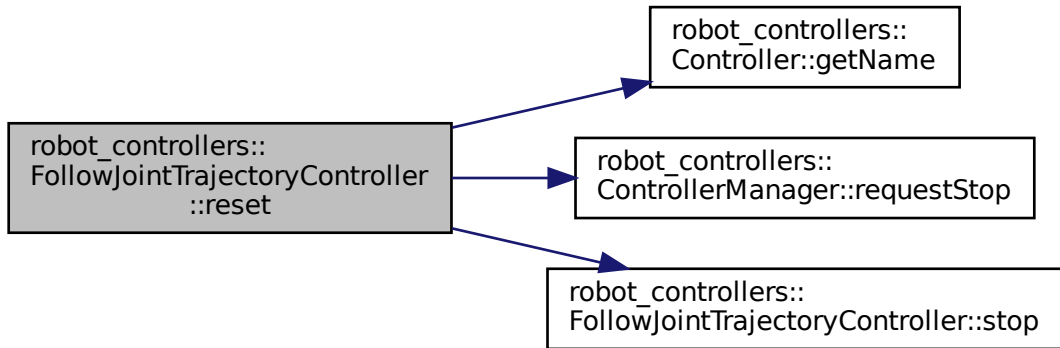 robot_controllers::
FollowJointTrajectoryController
::reset
robot_controllers::
Controller::getName
robot_controllers::
ControllerManager::requestStop
robot_controllers::
FollowJointTrajectoryController::stop